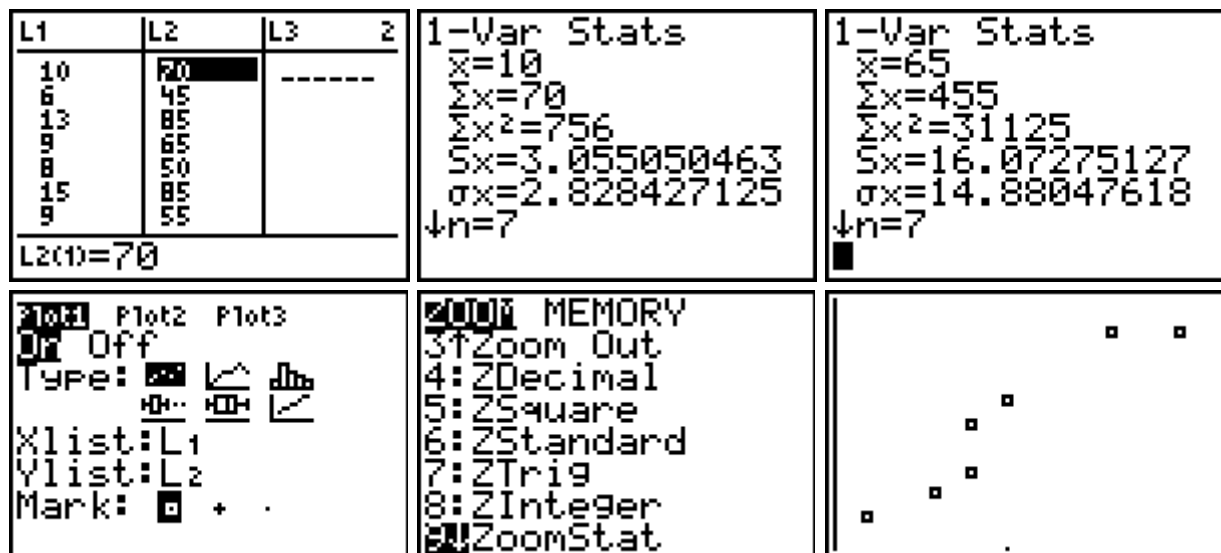 L1 L2 L3 2
10 70 ------
6 45
13 85
9 65
8 50
15 85
9 55
L2(1)=70
1-Var Stats
x̄=10
Σx=70
Σx²=756
Sx=3.055050463
σx=2.828427125
↓n=7
1-Var Stats
x̄=65
Σx=455
Σx²=31125
Sx=16.07275127
σx=14.88047618
↓n=7
Plot1 Plot2 Plot3
On Off
Type:
Xlist:L1
Ylist:L2
Mark: + ·
ZOOM MEMORY
3↑Zoom Out
4:ZDecimal
5:ZSquare
6:ZStandard
7:ZTrig
8:ZInteger
9↓ZoomStat